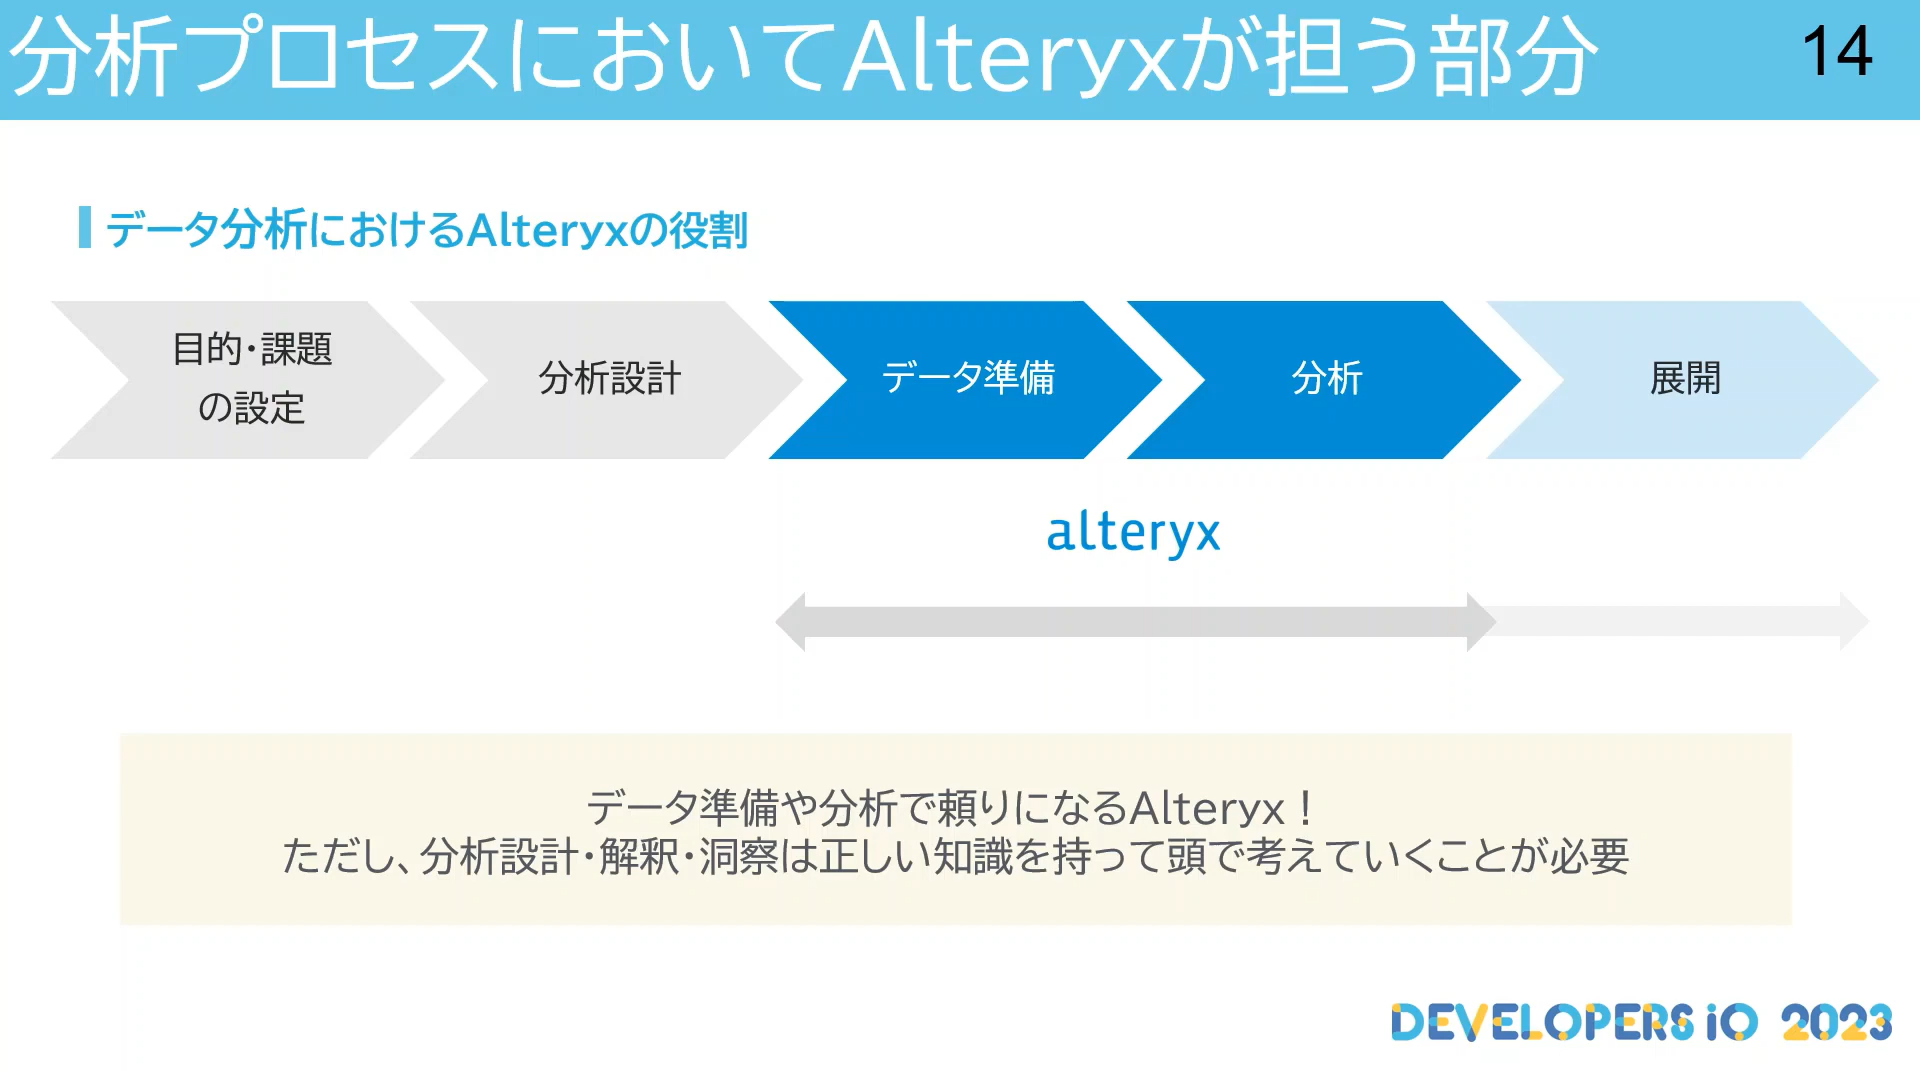 分析プロセスにおいてAlteryxが担う部分
14
データ分析におけるAlteryxの役割
目的・課題
の設定
分析設計
データ準備
分析
展開
alteryx
データ準備や分析で頼りになるAlteryx！
ただし、分析設計・解釈・洞察は正しい知識を持って頭で考えていくことが必要
DEVELOPERS iO 2023